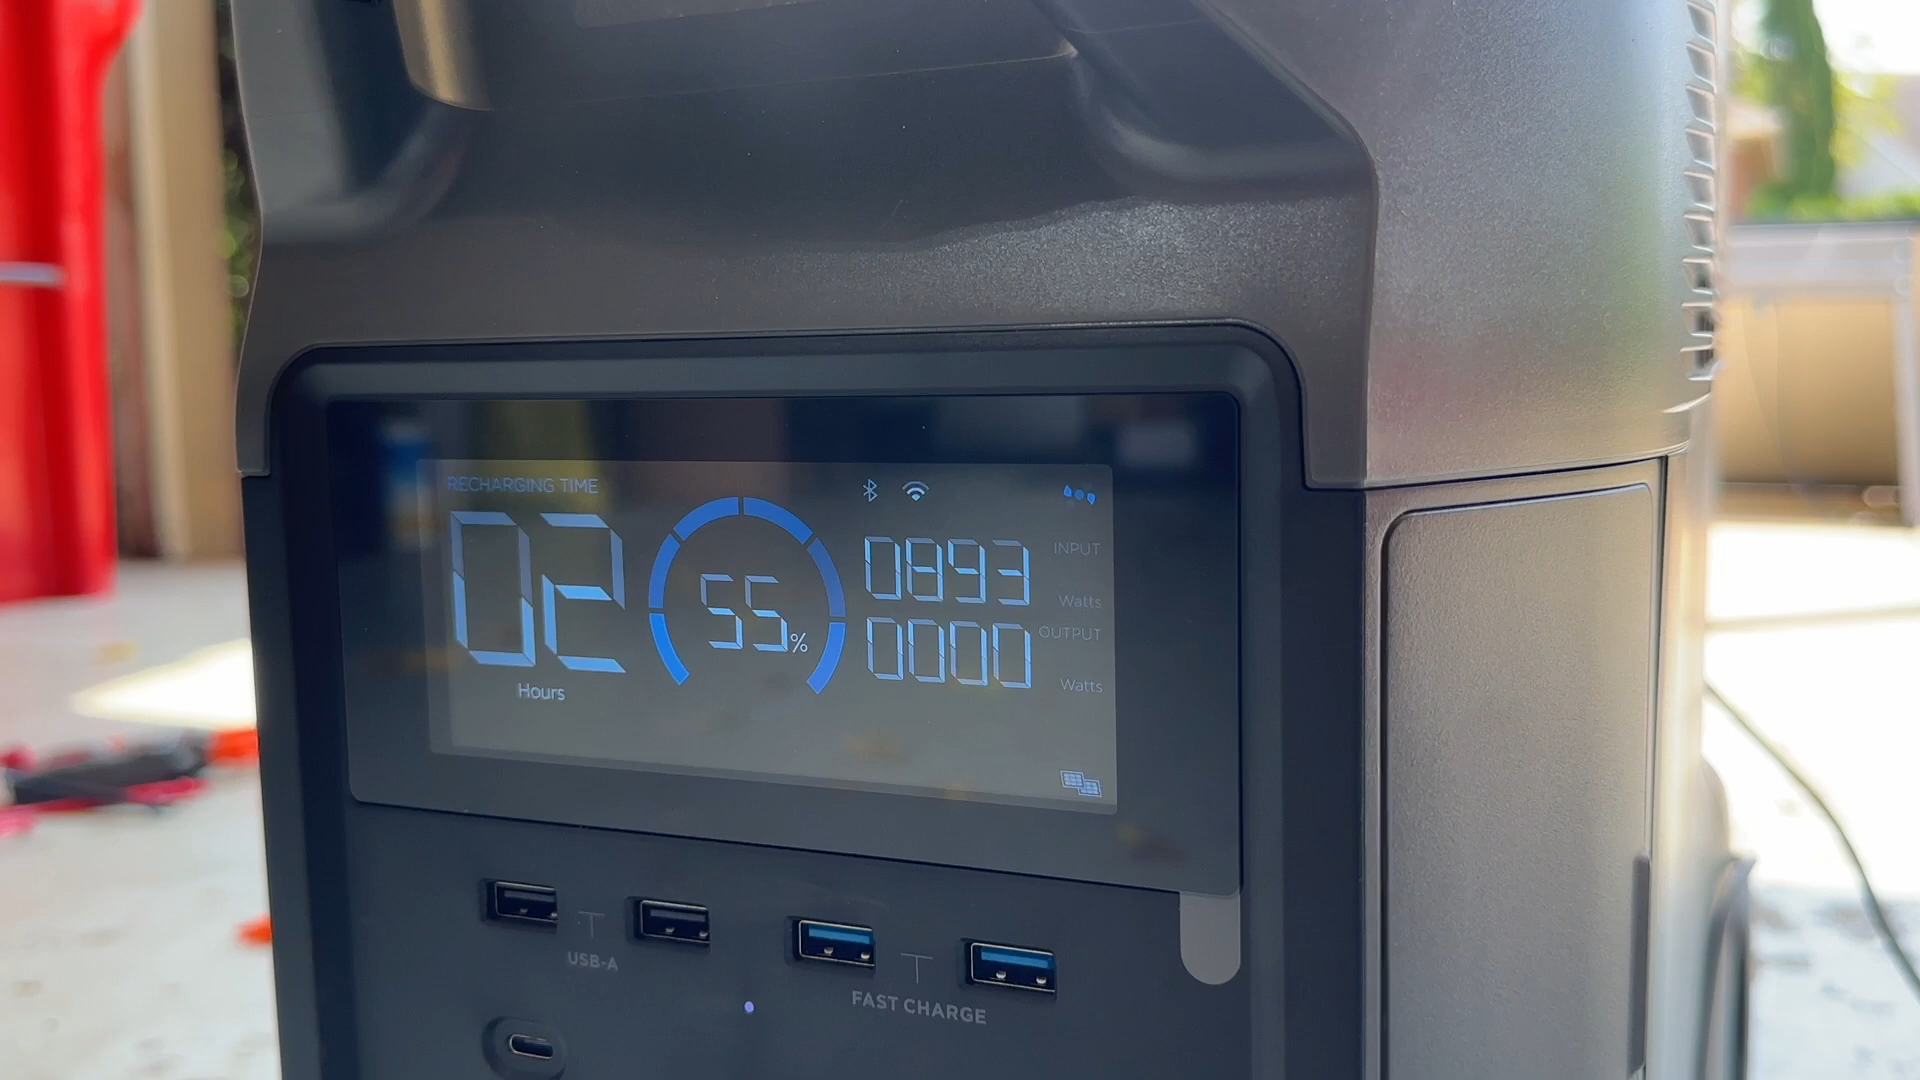 RECHARGING TIME
02
Hours
55%
0893 INPUT
Watts
0000 OUTPUT
Watts
USB-A
FAST CHARGE